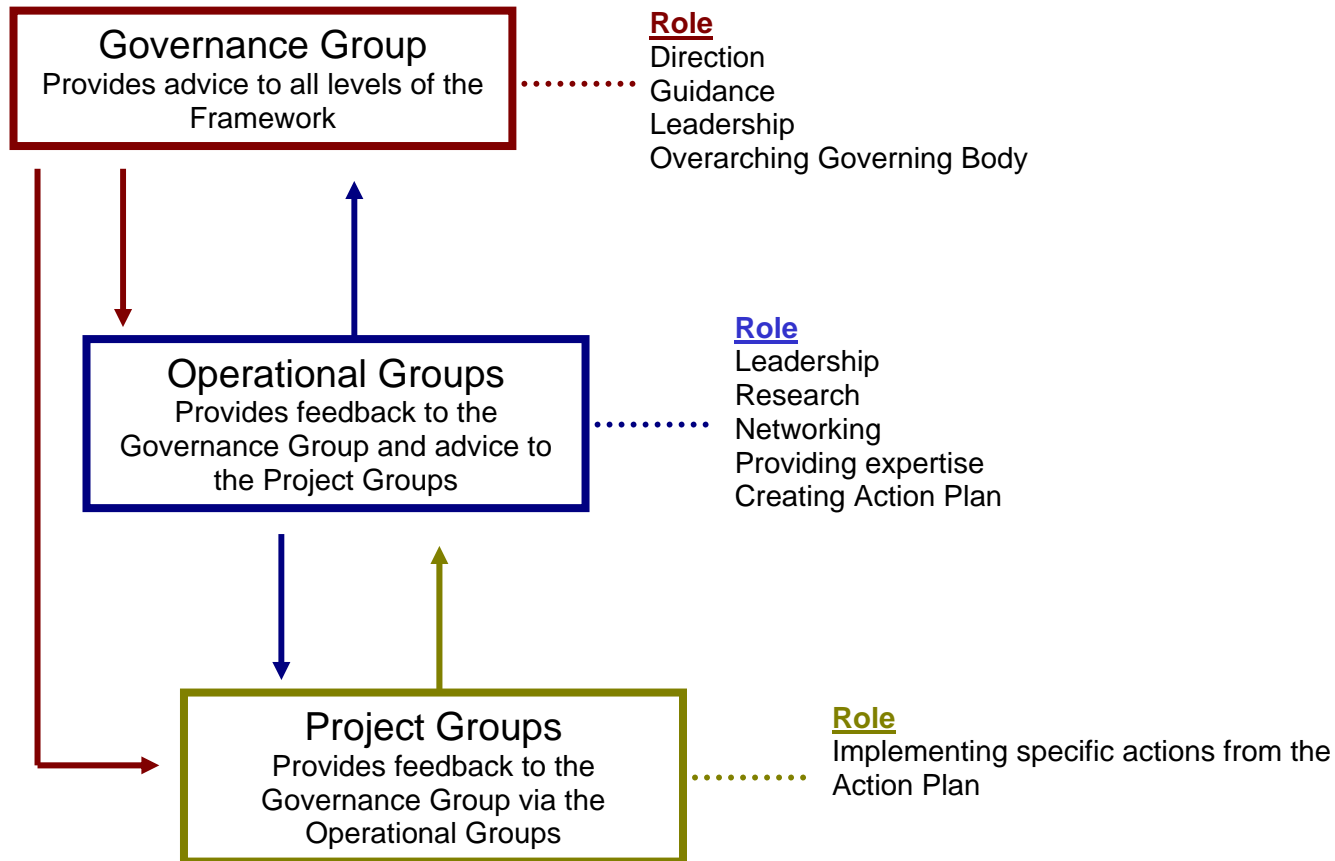 Governance Group
Provides advice to all levels of the
Framework
Role
Direction
Guidance
Leadership
Overarching Governing Body
Operational Groups
Provides feedback to the
Governance Group and advice to
the Project Groups
Role
Leadership
Research
Networking
Providing expertise
Creating Action Plan
Project Groups
Provides feedback to the
Governance Group via the
Operational Groups
Role
Implementing specific actions from the
Action Plan